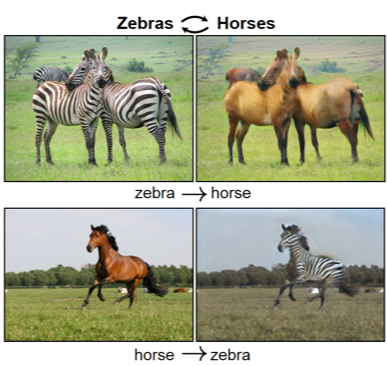 Zebras ⇄ Horses
zebra → horse
horse → zebra